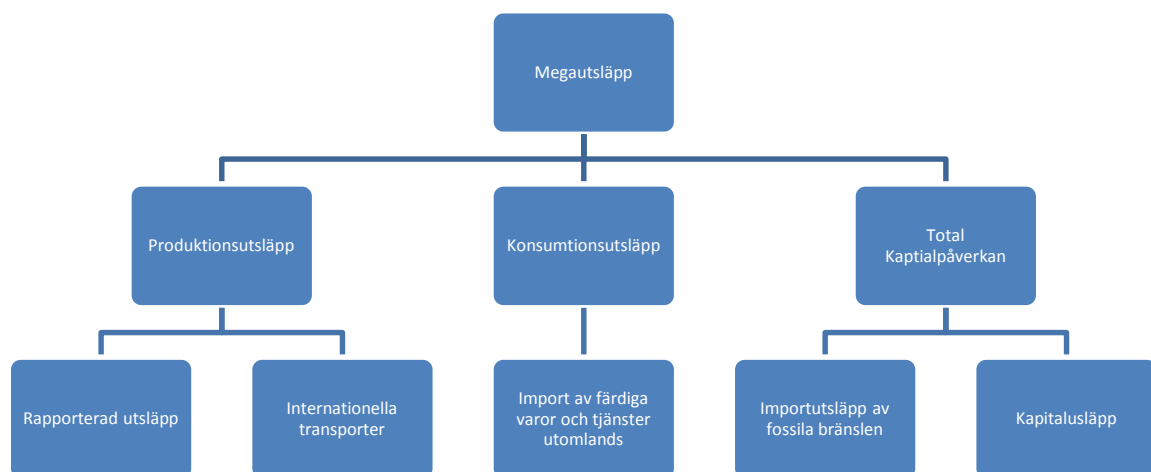 Megautsläpp
Produktionsutsläpp
Konsumtionsutsläpp
Total
Kaptialpåverkan
Rapporterad utsläpp
Internationella
transporter
Import av färdiga
varor och tjänster
utomlands
Importutsläpp av
fossila bränslen
Kapitalusläpp